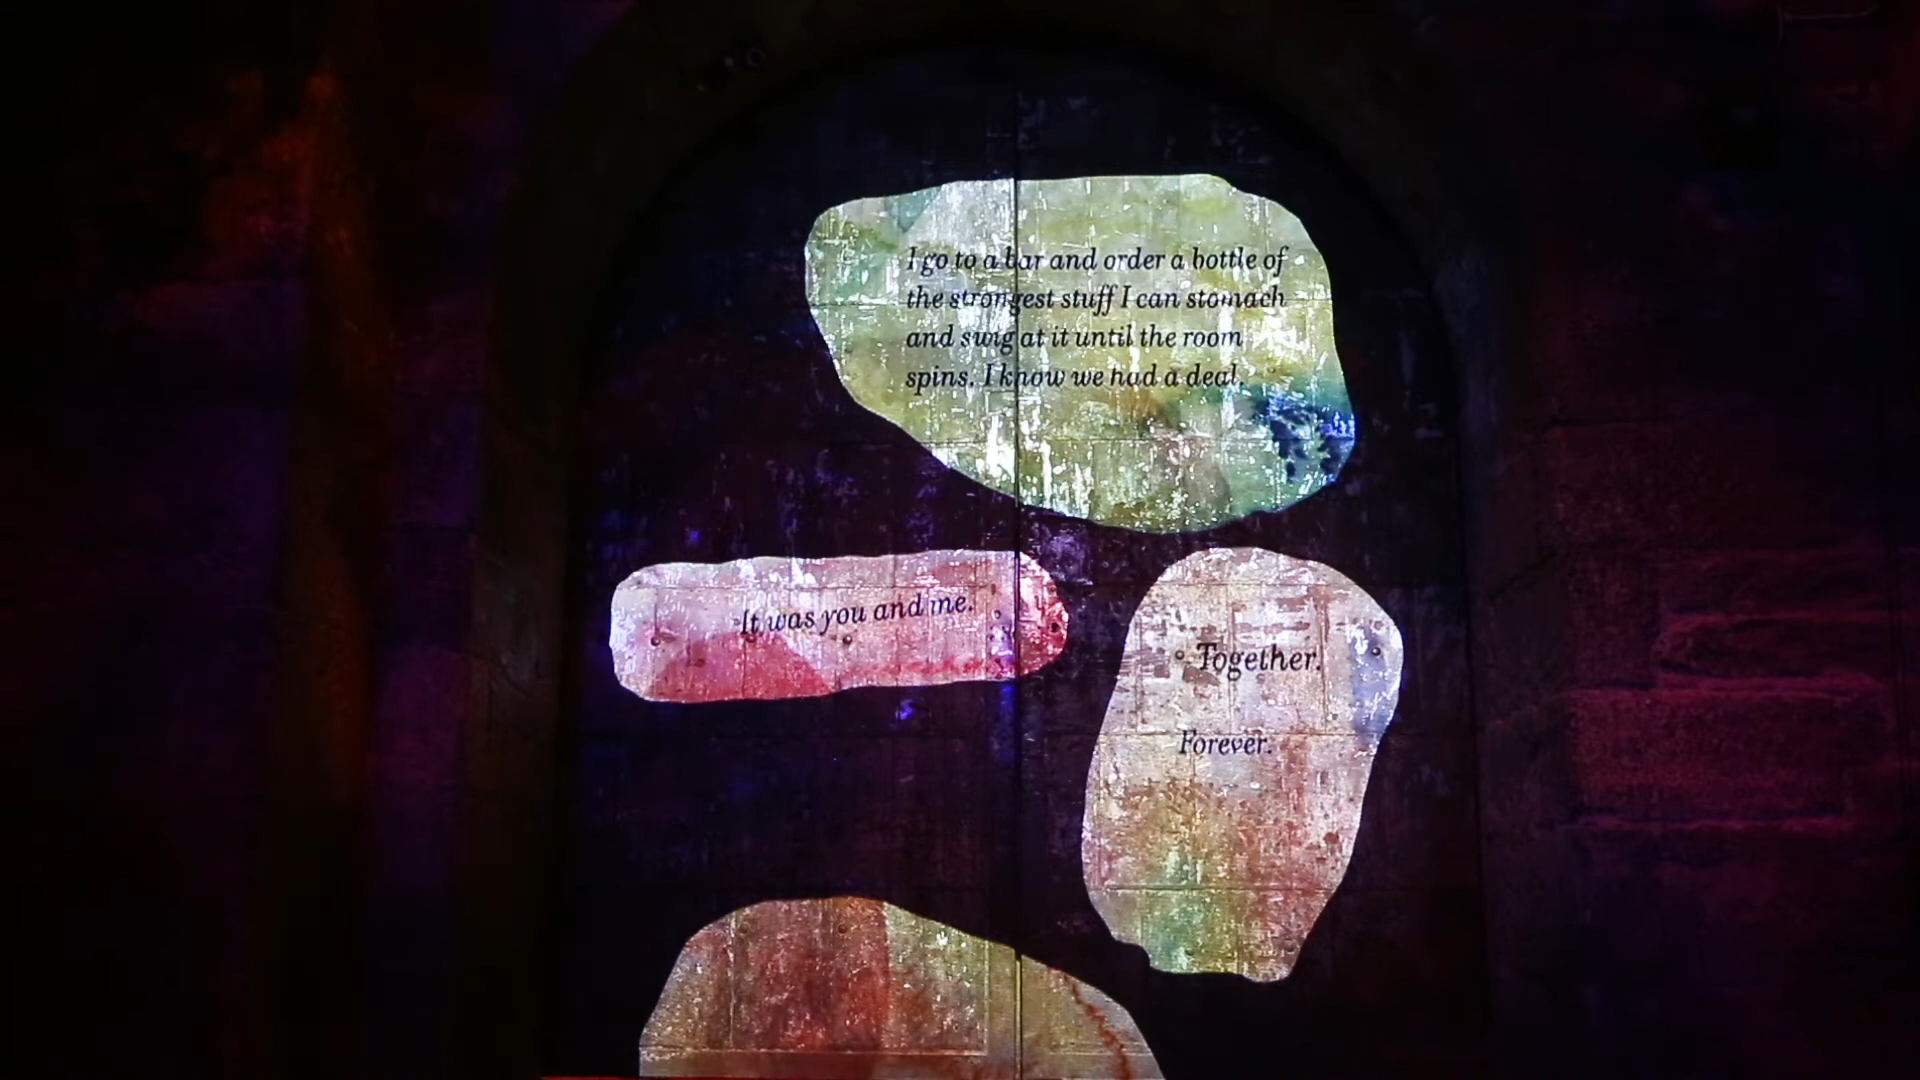 I go to a bar and order a bottle of
the strongest stuff I can stomach
and swig at it until the room
spins. I know we had a deal.
It was you and me.
Together.
Forever.